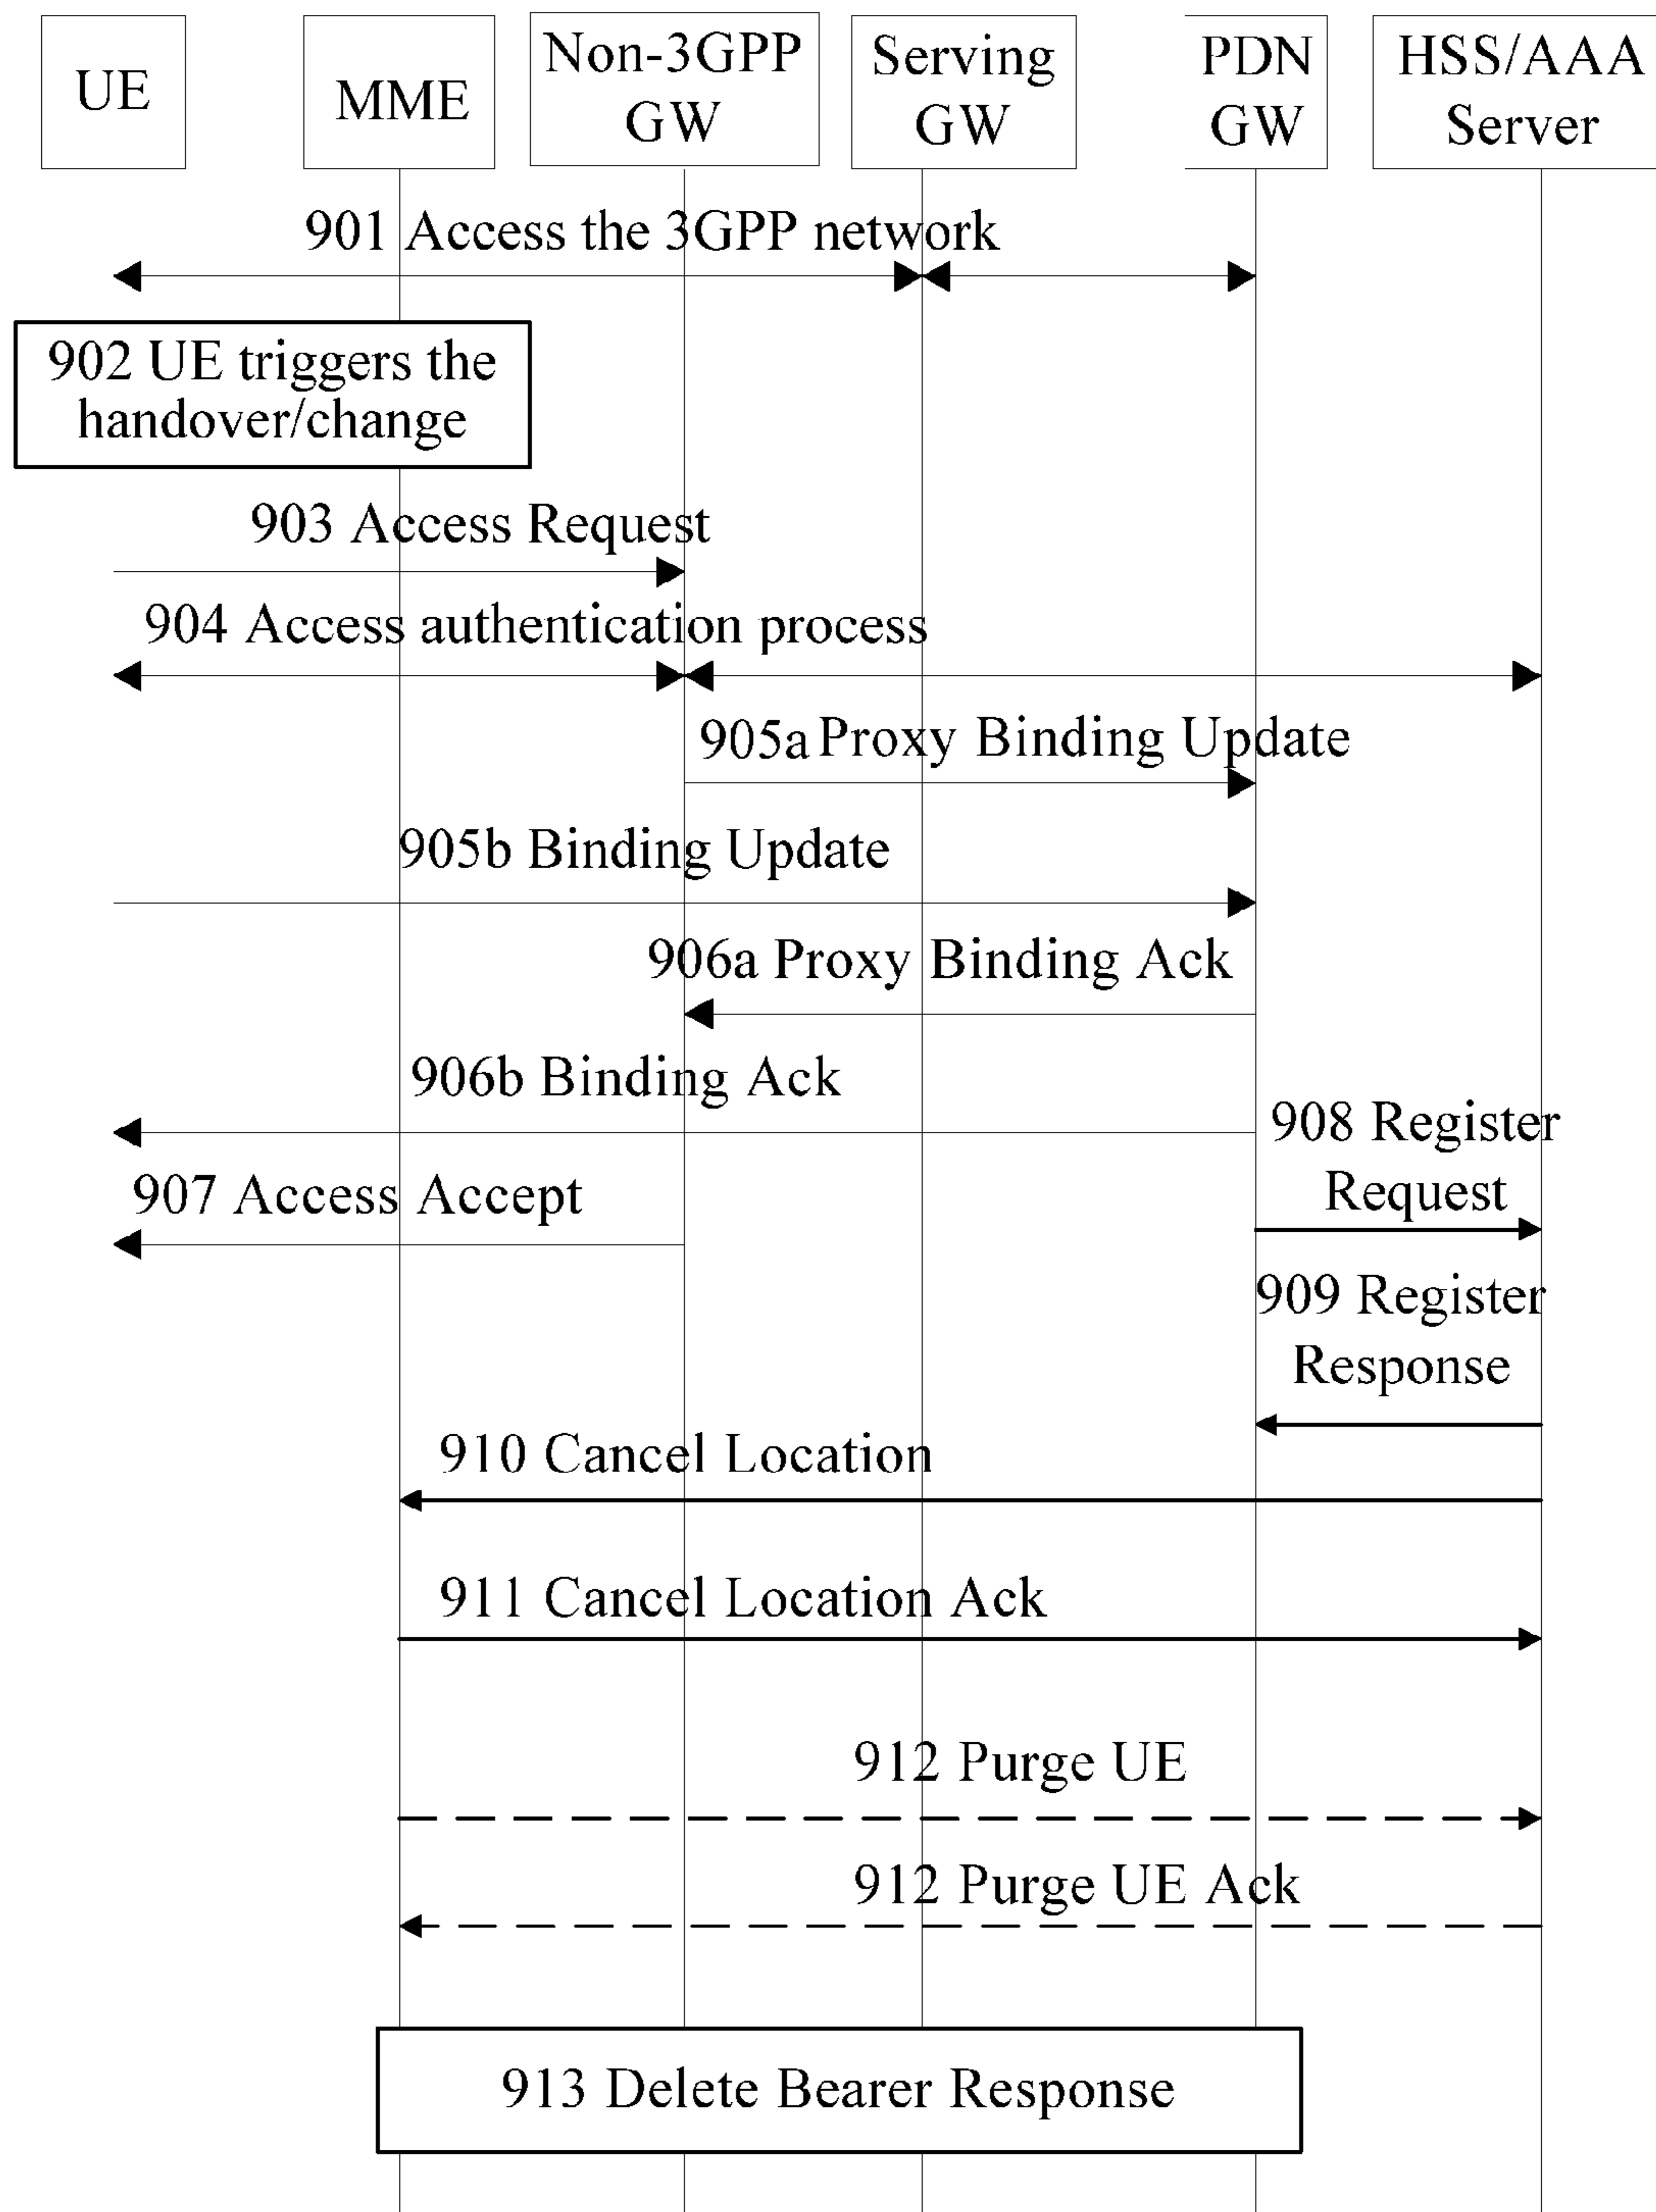 UE
MME
Non-3GPP
GW
Serving
GW
PDN
GW
HSS/AAA
Server
901 Access the 3GPP network
902 UE triggers the
handover/change
903 Access Request
904 Access authentication process
905a Proxy Binding Update
905b Binding Update
906a Proxy Binding Ack
906b Binding Ack
908 Register
Request
907 Access Accept
909 Register
Response
910 Cancel Location
911 Cancel Location Ack
912 Purge UE
912 Purge UE Ack
913 Delete Bearer Response